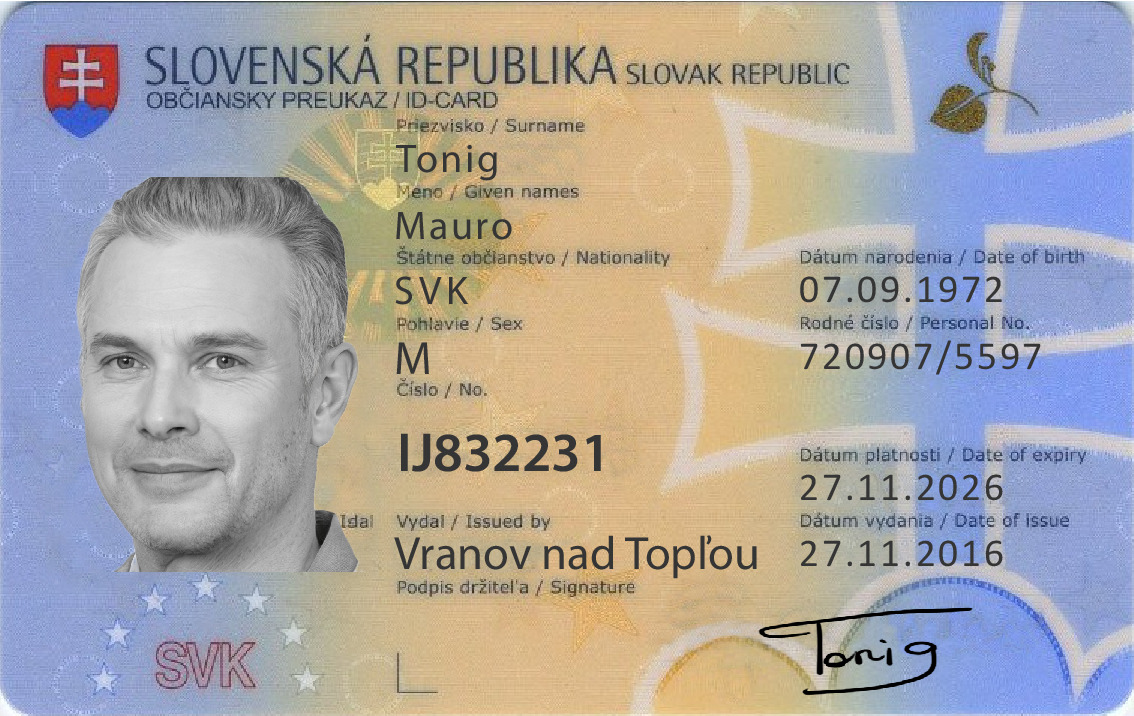 SLOVENSKÁ REPUBLIKA SLOVAK REPUBLIC
OBČIANSKY PREUKAZ / ID-CARD
Priezvisko / Surname
Tonig
Meno / Given names
Mauro
Štátne občianstvo / Nationality
SVK
Dátum narodenia / Date of birth
07.09.1972
Pohlavie / Sex
M
Rodné číslo / Personal No.
720907/5597
Číslo / No.
IJ832231
Dátum platnosti / Date of expiry
27.11.2026
Vydal / Issued by
Vranov nad Topľou
Dátum vydania / Date of issue
27.11.2016
Podpis držiteľa / Signature
Tonig
SVK